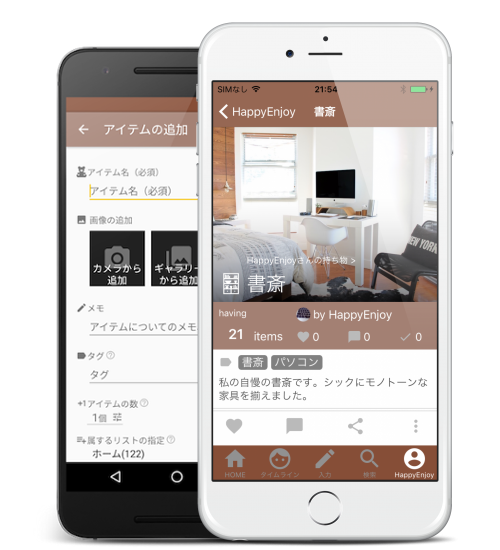 アイテムの追加
アイテム名（必須）
アイテム名（必須）
画像の追加
カメラから
追加
ギャラリー
から追加
メモ
アイテムについてのメモ
タグ
タグ
+1アイテムの数
1個
属するリストの指定
ホーム(122)
SIMなし
21:54
HappyEnjoy
書斎
NEW YORK
HappyEnjoyさんの持ち物 >
書斎
having
21 items
by HappyEnjoy
0
0
0
書斎
パソコン
私の自慢の書斎です。シックにモノトーンな
家具を揃えました。
HOME
タイムライン
入力
検索
HappyEnjoy